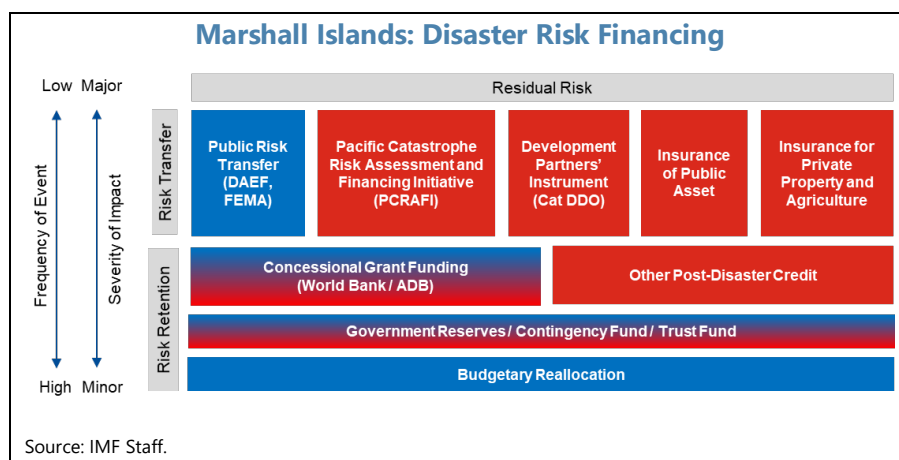 Marshall Islands: Disaster Risk Financing
Low Major
Frequency of Event
Severity of Impact
High Minor
Residual Risk
Risk Transfer
Public Risk
Transfer
(DAEF,
FEMA)
Pacific Catastrophe
Risk Assessment and
Financing Initiative
(PCRAFI)
Development
Partners'
Instrument
(Cat DDO)
Insurance
of Public
Asset
Insurance for
Private
Property and
Agriculture
Risk Retention
Concessional Grant Funding
(World Bank / ADB)
Other Post-Disaster Credit
Government Reserves / Contingency Fund / Trust Fund
Budgetary Reallocation
Source: IMF Staff.